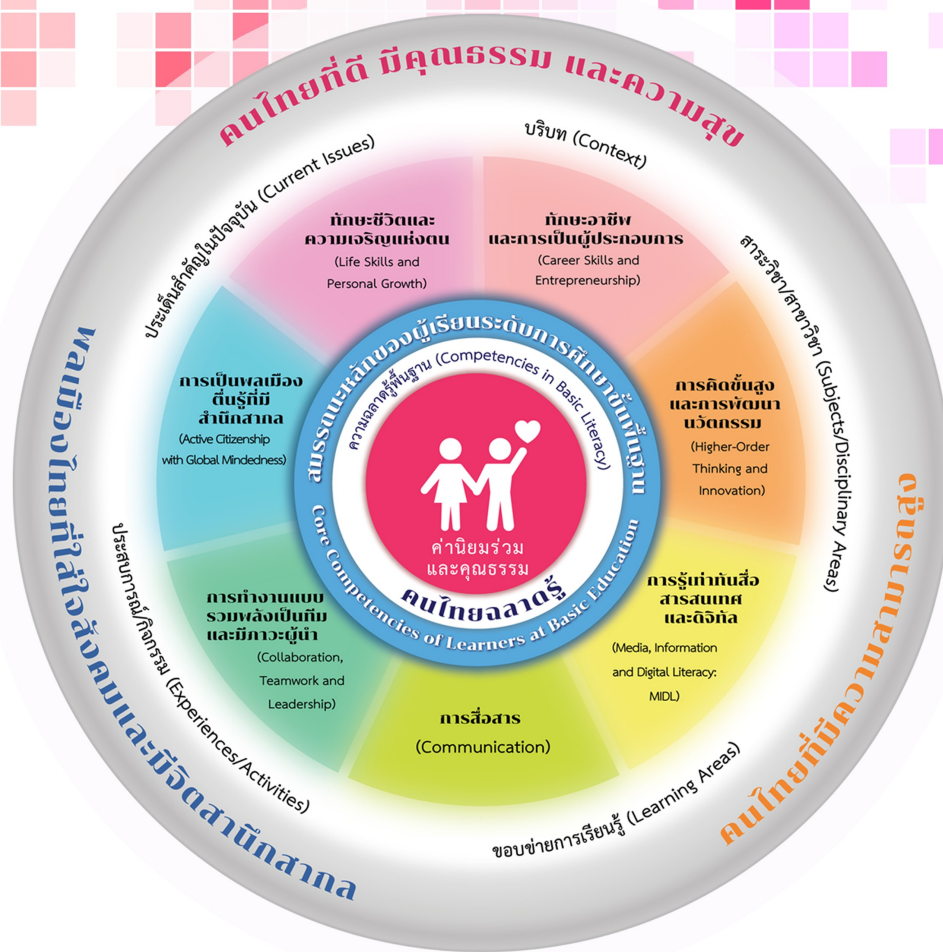 คนไทยที่ดี มีคุณธรรม และความสุข
บริบท (Context)
ประเด็นสำคัญในปัจจุบัน (Current Issues)
สาระวิชา/สาขาวิชา (Subjects/Disciplinary Areas)
ทักษะชีวิตและ
ความเจริญแห่งตน
(Life Skills and
Personal Growth)
ทักษะอาชีพ
และการเป็นผู้ประกอบการ
(Career Skills and
Entrepreneurship)
การเป็นพลเมือง
ตื่นรู้ที่มี
สำนึกสากล
(Active Citizenship
with Global Mindedness)
การคิดขั้นสูง
และการพัฒนา
นวัตกรรม
(Higher-Order
Thinking and
Innovation)
สมรรถนะหลักของผู้เรียนระดับการศึกษาขั้นพื้นฐาน
ความฉลาดรู้พื้นฐาน (Competencies in Basic Literacy)
ค่านิยมร่วม
และคุณธรรม
คนไทยฉลาดรู้
Core Competencies of Learners at Basic Education
การทำงานแบบ
รวมพลังเป็นทีม
และมีภาวะผู้นำ
(Collaboration,
Teamwork and
Leadership)
การรู้เท่าทันสื่อ
สารสนเทศ
และดิจิทัล
(Media, Information
and Digital Literacy:
MIDL)
การสื่อสาร
(Communication)
ประสบการณ์/กิจกรรม (Experiences/Activities)
ขอบข่ายการเรียนรู้ (Learning Areas)
พลเมืองไทยที่ใส่ใจสังคมและมีจิตสานึกสากล
คนไทยที่มีความสามารถสูง